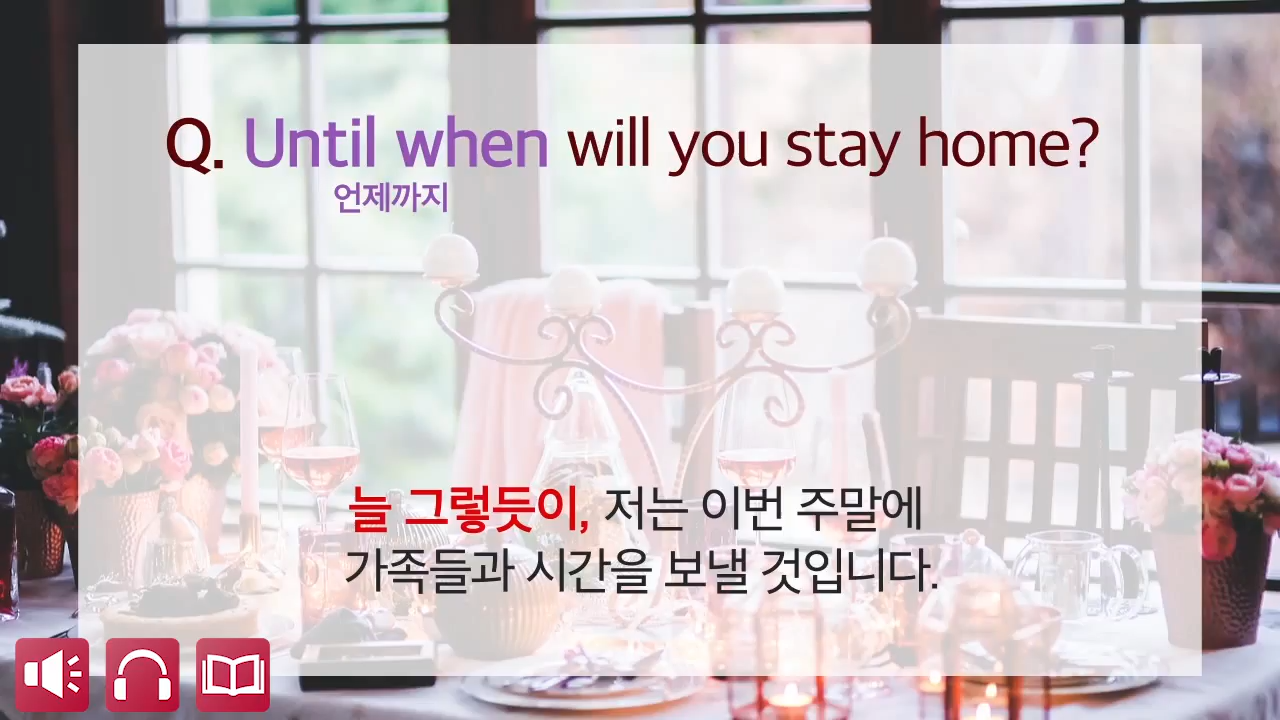 Q. Until when will you stay home?
언제까지
늘 그렇듯이, 저는 이번 주말에
가족들과 시간을 보낼 것입니다.